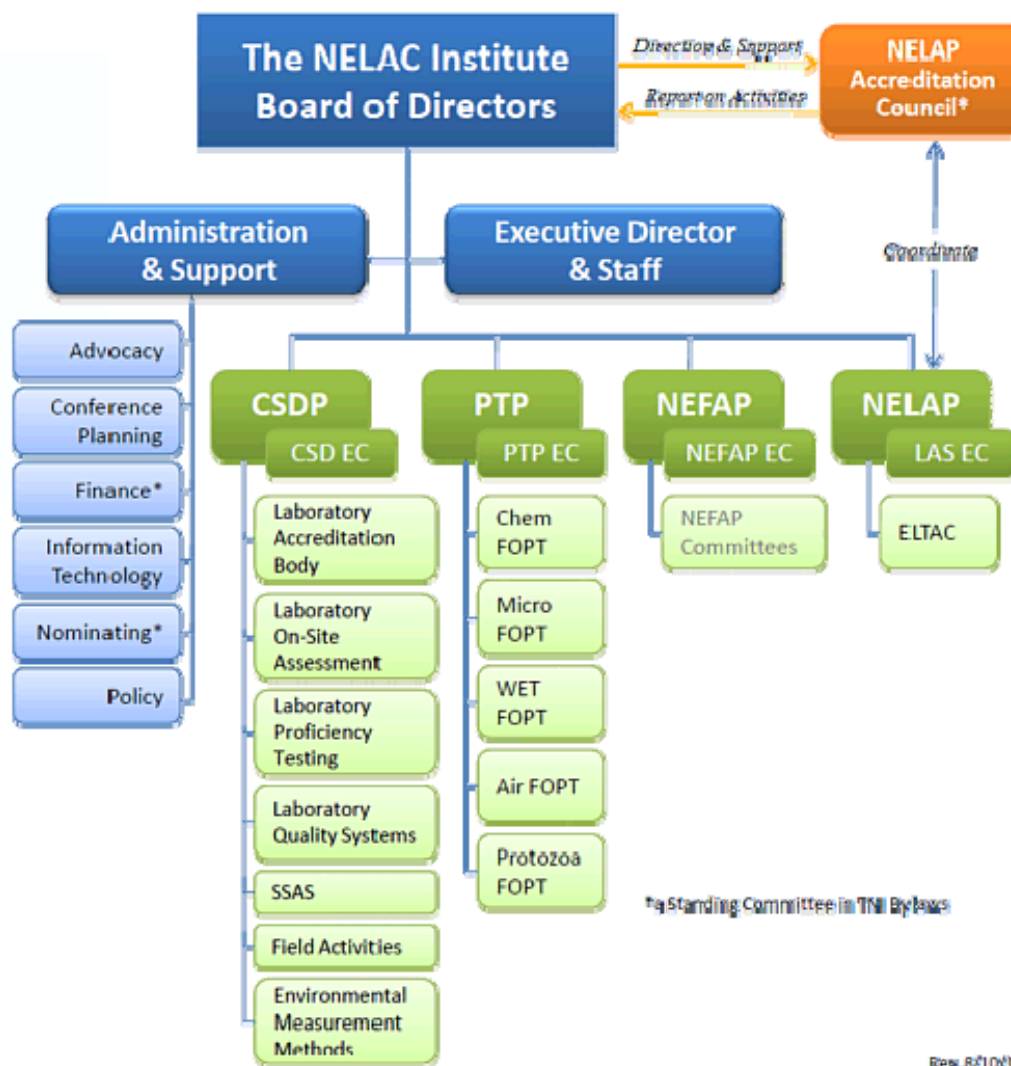 The NELAC Institute
Board of Directors
Direction & Support
Report on Activities
NELAP
Accreditation
Council*
Administration
& Support
Executive Director
& Staff
Coordinate
Advocacy
Conference
Planning
Finance*
Information
Technology
Nominating*
Policy
CSDP
CSD EC
Laboratory
Accreditation
Body
Laboratory
On-Site
Assessment
Laboratory
Proficiency
Testing
Laboratory
Quality Systems
SSAS
Field Activities
Environmental
Measurement
Methods
PTP
PTP EC
Chem
FOPT
Micro
FOPT
WET
FOPT
Air FOPT
Protozoa
FOPT
NEFAP
NEFAP EC
NEFAP
Committees
NELAP
LAS EC
ELTAC
*a Standing Committee in TNI Bylaws